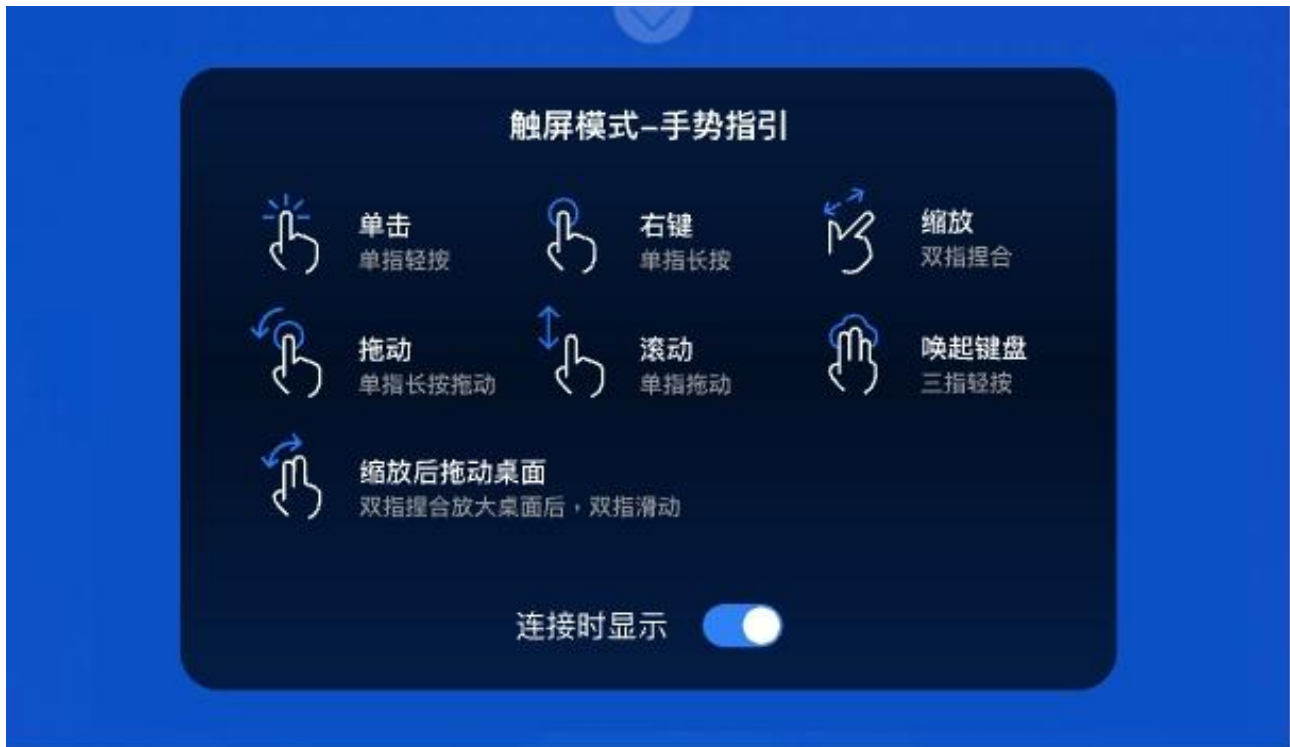 触屏模式-手势指引
单击
单指轻按
右键
单指长按
缩放
双指捏合
拖动
单指长按拖动
滚动
单指拖动
唤起键盘
三指轻按
缩放后拖动桌面
双指捏合放大桌面后，双指滑动
连接时显示